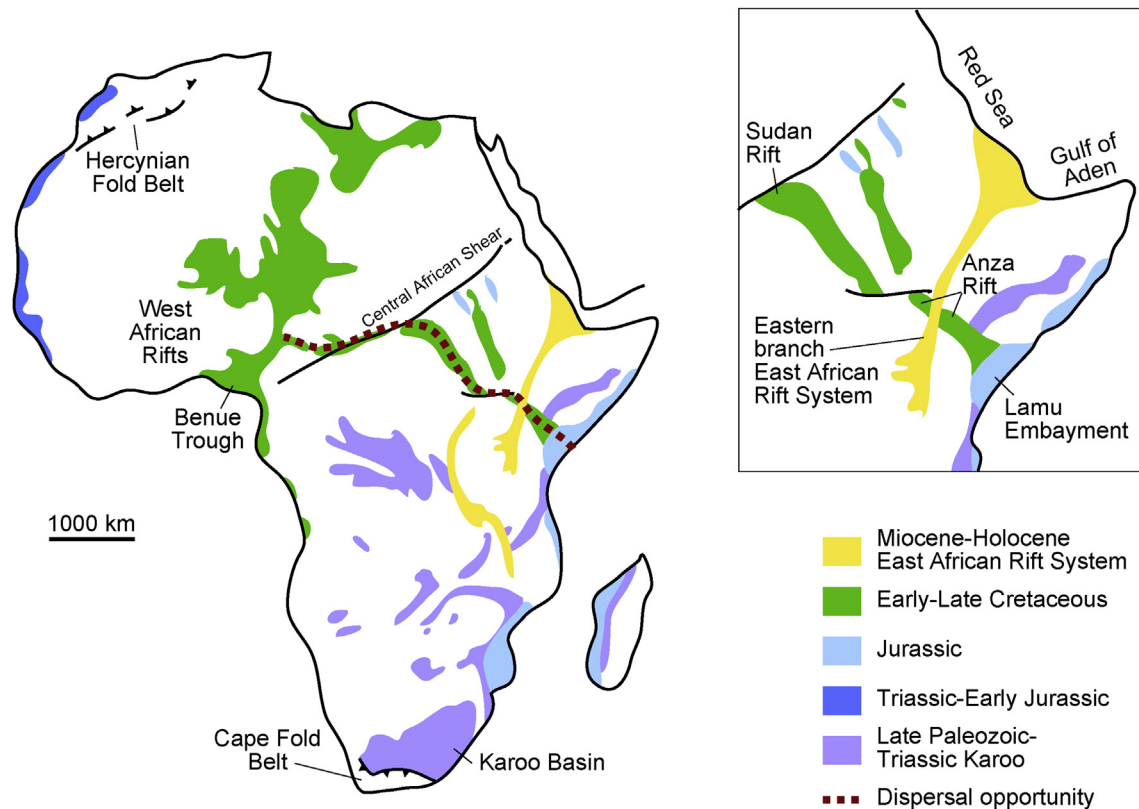 Hercynian
Fold Belt
West
African
Rifts
Benue
Trough
Central African Shear
1000 km
Cape Fold
Belt
Karoo Basin
Red Sea
Gulf of
Aden
Sudan
Rift
Anza
Rift
Eastern
branch
East African
Rift System
Lamu
Embayment
Miocene-Holocene
East African Rift System
Early-Late Cretaceous
Jurassic
Triassic-Early Jurassic
Late Paleozoic-
Triassic Karoo
Dispersal opportunity